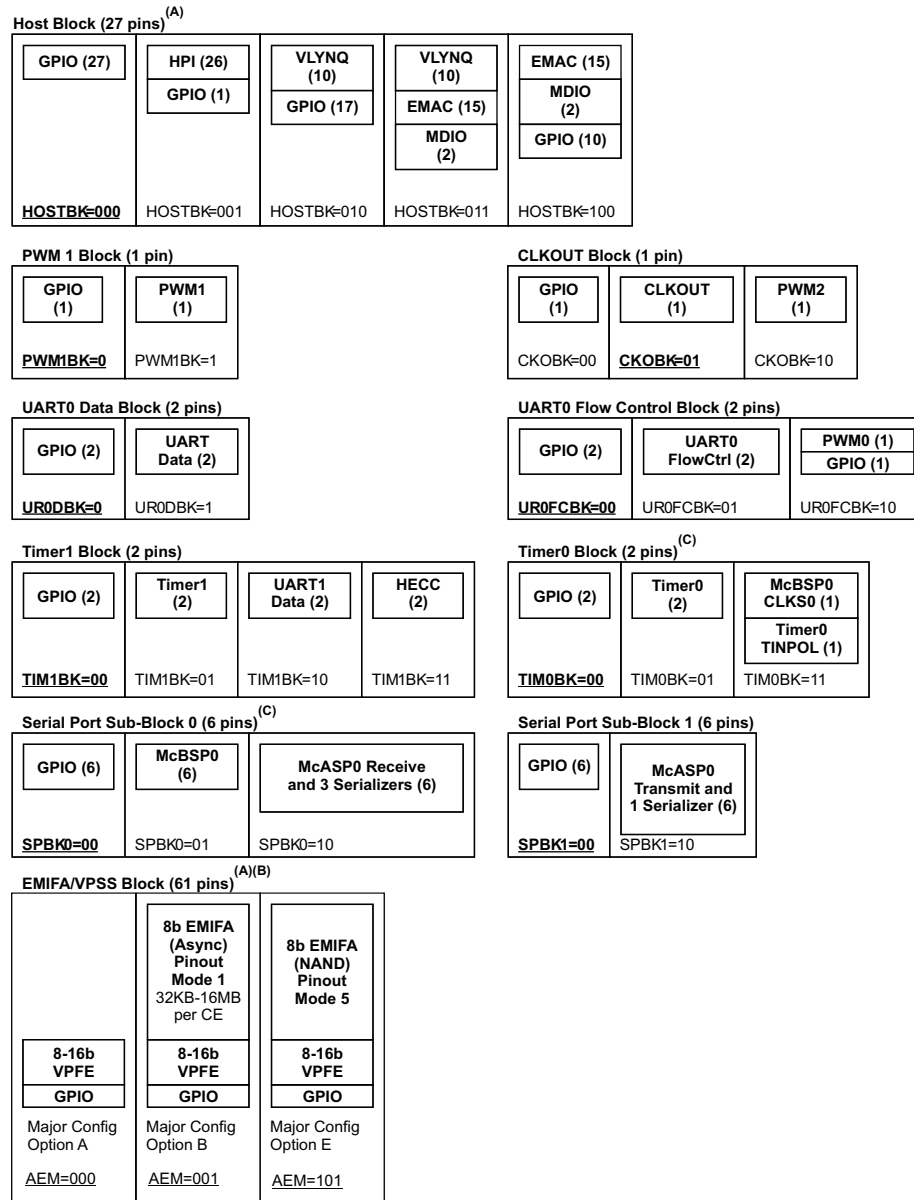 Host Block (27 pins)(A)
GPIO (27)
HOSTBK=000
HPI (26)
GPIO (1)
HOSTBK=001
VLYNQ
(10)
GPIO (17)
HOSTBK=010
VLYNQ
(10)
EMAC (15)
MDIO
(2)
HOSTBK=011
EMAC (15)
MDIO
(2)
GPIO (10)
HOSTBK=100
PWM 1 Block (1 pin)
GPIO
(1)
PWM1BK=0
PWM1
(1)
PWM1BK=1
CLKOUT Block (1 pin)
GPIO
(1)
CKOBK=00
CLKOUT
(1)
CKOBK=01
PWM2
(1)
CKOBK=10
UART0 Data Block (2 pins)
GPIO (2)
UR0DBK=0
UART
Data (2)
UR0DBK=1
UART0 Flow Control Block (2 pins)
GPIO (2)
UR0FCBK=00
UART0
FlowCtrl (2)
UR0FCBK=01
PWM0 (1)
GPIO (1)
UR0FCBK=10
Timer1 Block (2 pins)
GPIO (2)
TIM1BK=00
Timer1
(2)
TIM1BK=01
UART1
Data (2)
TIM1BK=10
HECC
(2)
TIM1BK=11
Timer0 Block (2 pins)(C)
GPIO (2)
TIM0BK=00
Timer0
(2)
TIM0BK=01
McBSP0
CLKS0 (1)
Timer0
TINPOL (1)
TIM0BK=11
Serial Port Sub-Block 0 (6 pins)(C)
GPIO (6)
SPBK0=00
McBSP0
(6)
SPBK0=01
McASP0 Receive
and 3 Serializers (6)
SPBK0=10
Serial Port Sub-Block 1 (6 pins)
GPIO (6)
SPBK1=00
McASP0
Transmit and
1 Serializer (6)
SPBK1=10
EMIFA/VPSS Block (61 pins)(A)(B)
8-16b
VPFE
GPIO
Major Config
Option A
AEM=000
8b EMIFA
(Async)
Pinout
Mode 1
32KB-16MB
per CE
8-16b
VPFE
GPIO
Major Config
Option B
AEM=001
8b EMIFA
(NAND)
Pinout
Mode 5
8-16b
VPFE
GPIO
Major Config
Option E
AEM=101